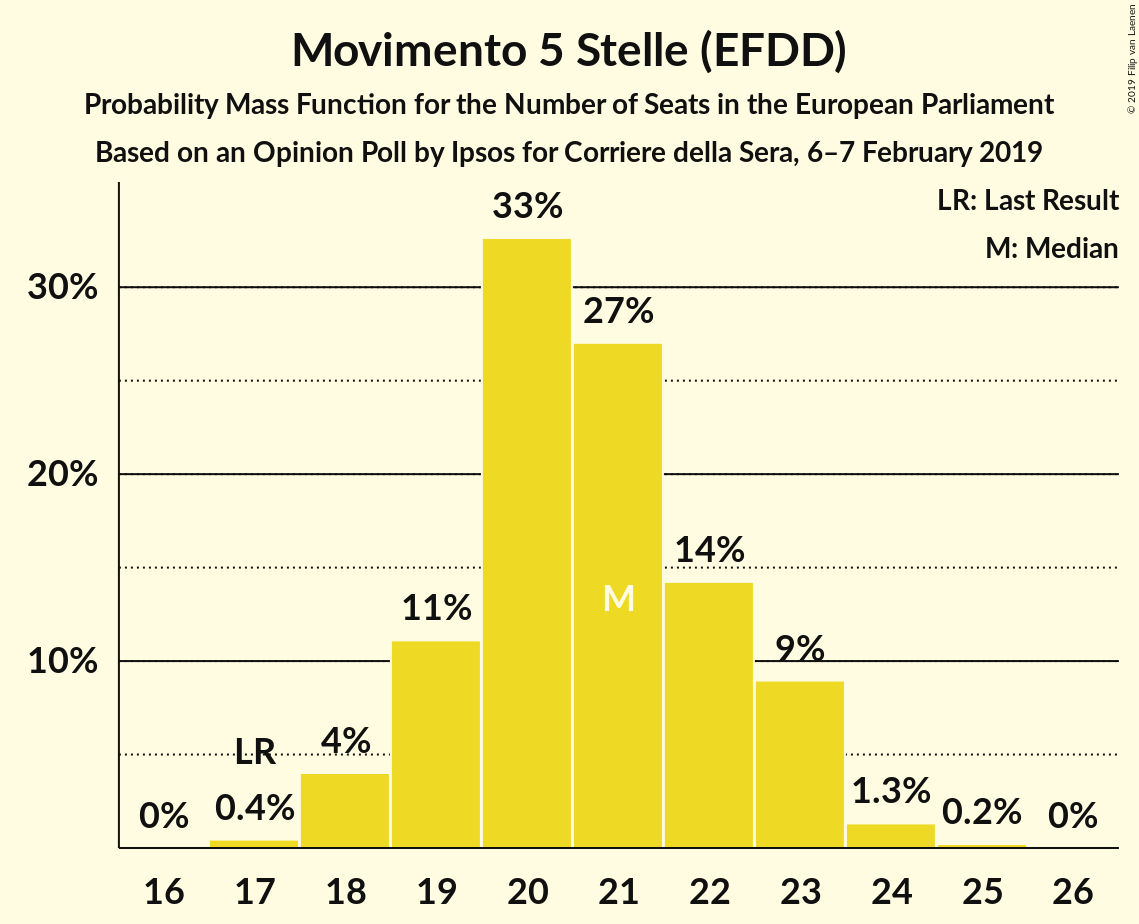 Movimento 5 Stelle (EFDD)
Probability Mass Function for the Number of Seats in the European Parliament
Based on an Opinion Poll by Ipsos for Corriere della Sera, 6–7 February 2019
© 2019 Filip van Laenen
LR: Last Result
M: Median
33%
30%
27%
20%
14%
M
11%
10%
9%
LR
4%
0%
0.4%
1.3%
0.2%
0%
16 17 18 19 20 21 22 23 24 25 26